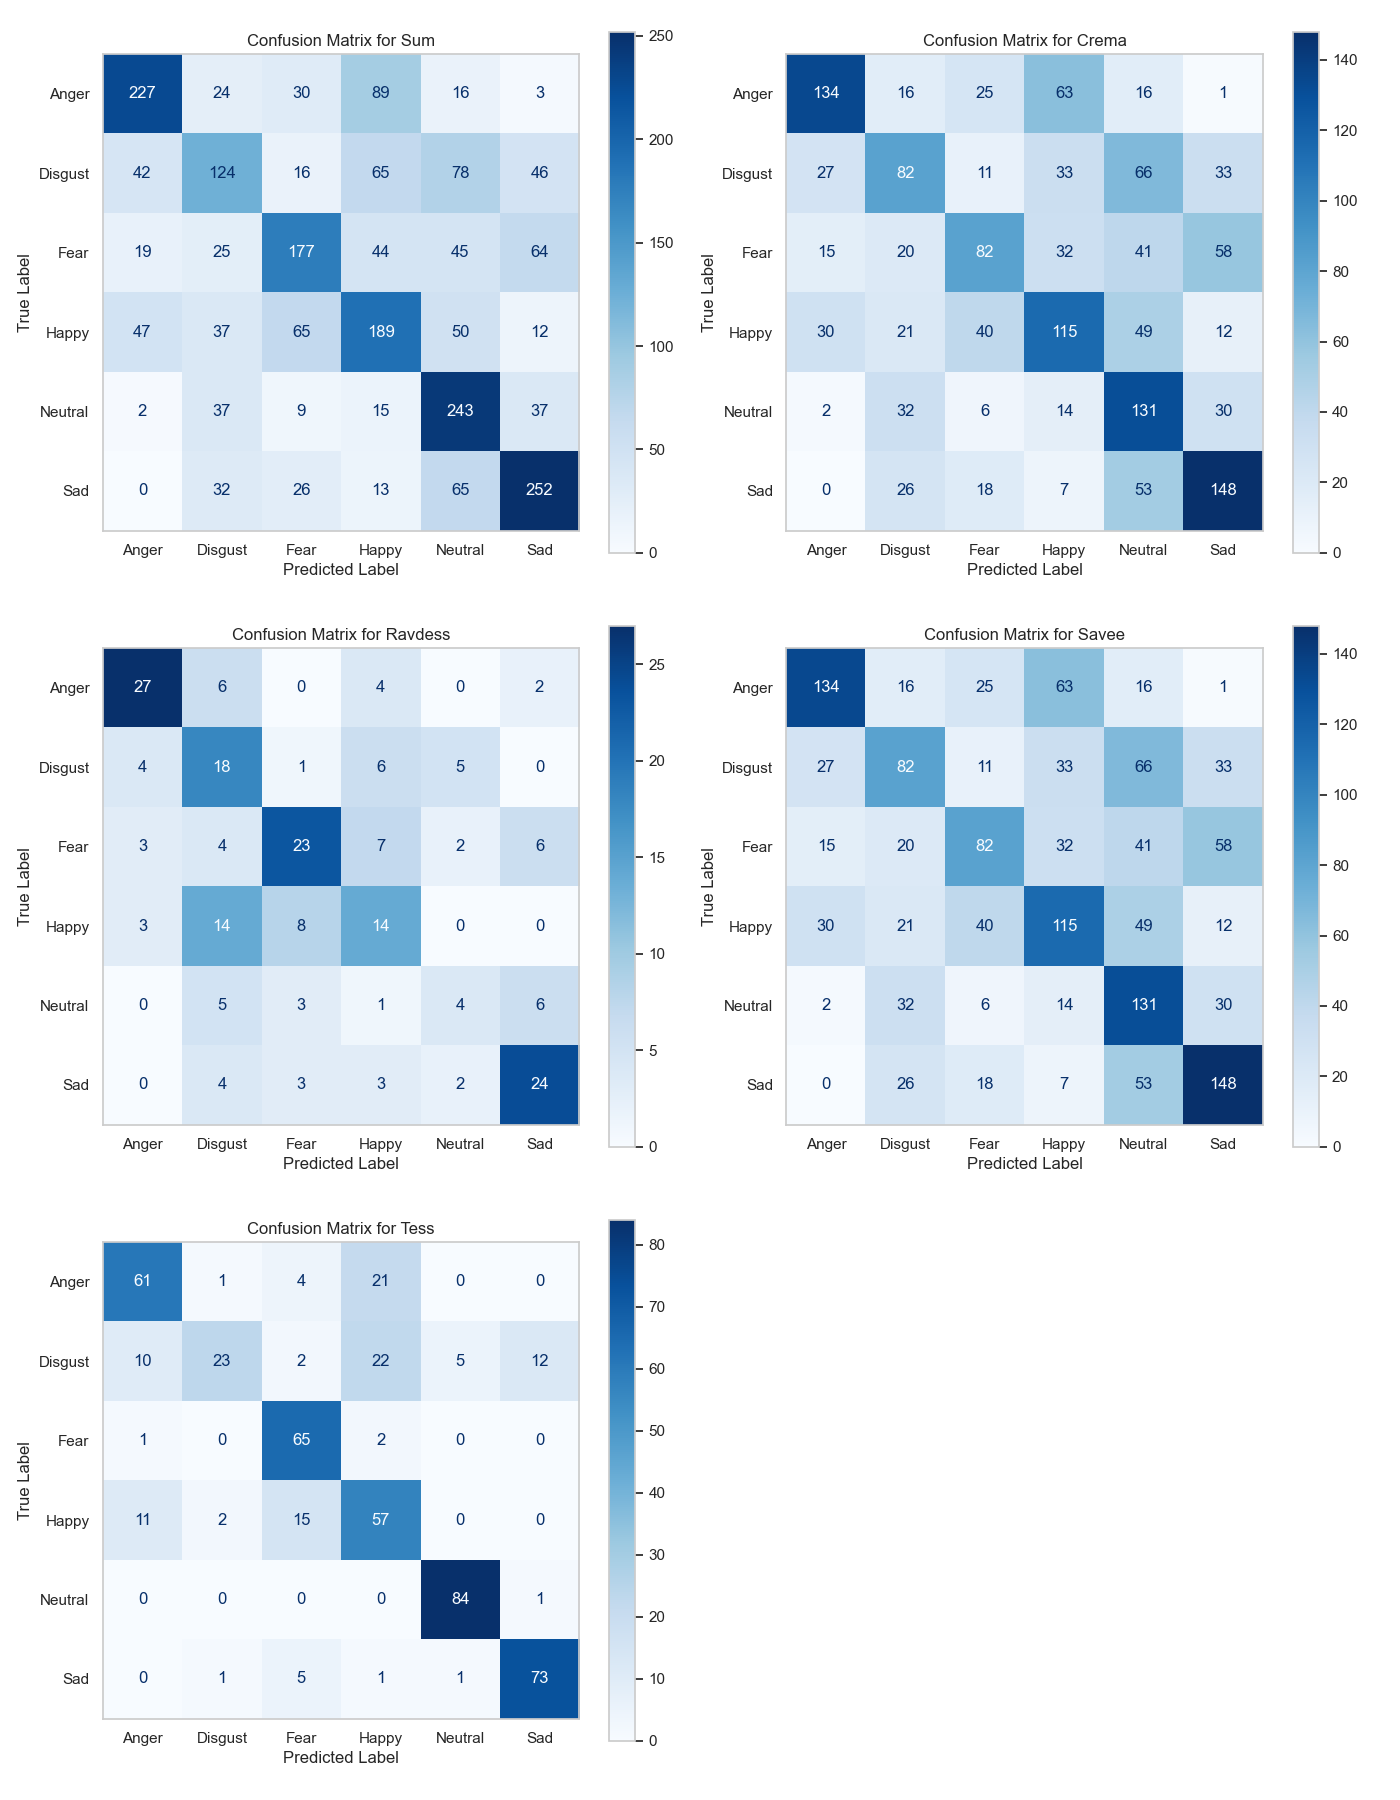 Confusion Matrix for Sum
True Label
Anger 227 24 30 89 16 3
Disgust 42 124 16 65 78 46
Fear 19 25 177 44 45 64
Happy 47 37 65 189 50 12
Neutral 2 37 9 15 243 37
Sad 0 32 26 13 65 252
Anger Disgust Fear Happy Neutral Sad
Predicted Label
250
200
150
100
50
0
Confusion Matrix for Crema
True Label
Anger 134 16 25 63 16 1
Disgust 27 82 11 33 66 33
Fear 15 20 82 32 41 58
Happy 30 21 40 115 49 12
Neutral 2 32 6 14 131 30
Sad 0 26 18 7 53 148
Anger Disgust Fear Happy Neutral Sad
Predicted Label
140
120
100
80
60
40
20
0
Confusion Matrix for Ravdess
True Label
Anger 27 6 0 4 0 2
Disgust 4 18 1 6 5 0
Fear 3 4 23 7 2 6
Happy 3 14 8 14 0 0
Neutral 0 5 3 1 4 6
Sad 0 4 3 3 2 24
Anger Disgust Fear Happy Neutral Sad
Predicted Label
25
20
15
10
5
0
Confusion Matrix for Savee
True Label
Anger 134 16 25 63 16 1
Disgust 27 82 11 33 66 33
Fear 15 20 82 32 41 58
Happy 30 21 40 115 49 12
Neutral 2 32 6 14 131 30
Sad 0 26 18 7 53 148
Anger Disgust Fear Happy Neutral Sad
Predicted Label
140
120
100
80
60
40
20
0
Confusion Matrix for Tess
True Label
Anger 61 1 4 21 0 0
Disgust 10 23 2 22 5 12
Fear 1 0 65 2 0 0
Happy 11 2 15 57 0 0
Neutral 0 0 0 0 84 1
Sad 0 1 5 1 1 73
Anger Disgust Fear Happy Neutral Sad
Predicted Label
80
70
60
50
40
30
20
10
0